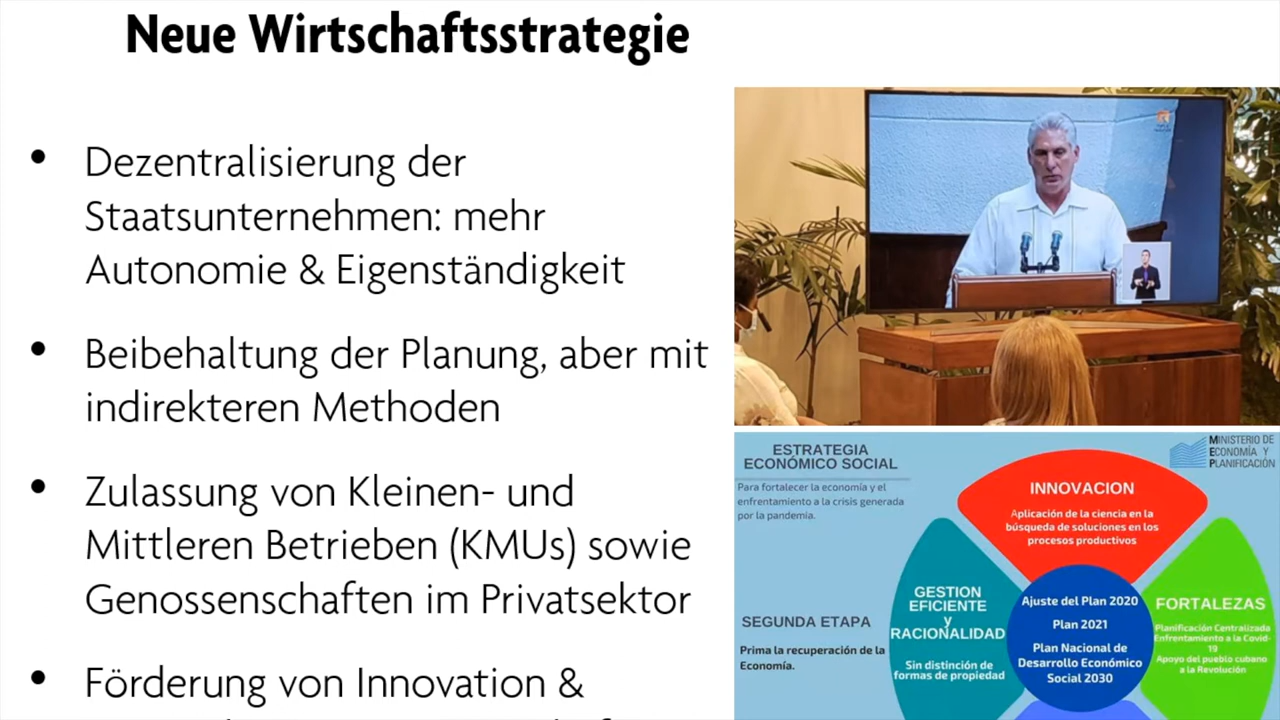 Neue Wirtschaftsstrategie
• Dezentralisierung der
Staatsunternehmen: mehr
Autonomie & Eigenständigkeit
• Beibehaltung der Planung, aber mit
indirekteren Methoden
• Zulassung von Kleinen- und
Mittleren Betrieben (KMUs) sowie
Genossenschaften im Privatsektor
• Förderung von Innovation &
ESTRATEGIA
ECONÓMICO SOCIAL
Para fortalecer la economía y el
enfrentamiento a la crisis generada
por la pandemia.
MINISTERIO DE
ECONOMÍA Y
PLANIFICACIÓN
INNOVACION
Aplicación de la ciencia en la
búsqueda de soluciones en los
procesos productivos
SEGUNDA ETAPA
Prima la recuperación de la
Economía.
GESTION
EFICIENTE
y
RACIONALIDAD
Sin distinción de
formas de propiedad
Ajuste del Plan 2020
Plan 2021
Plan Nacional de
Desarrollo Económico
Social 2030
FORTALEZAS
Planificación Centralizada
Enfrentamiento a la Covid-
19
Apoyo del pueblo cubano
a la Revolución